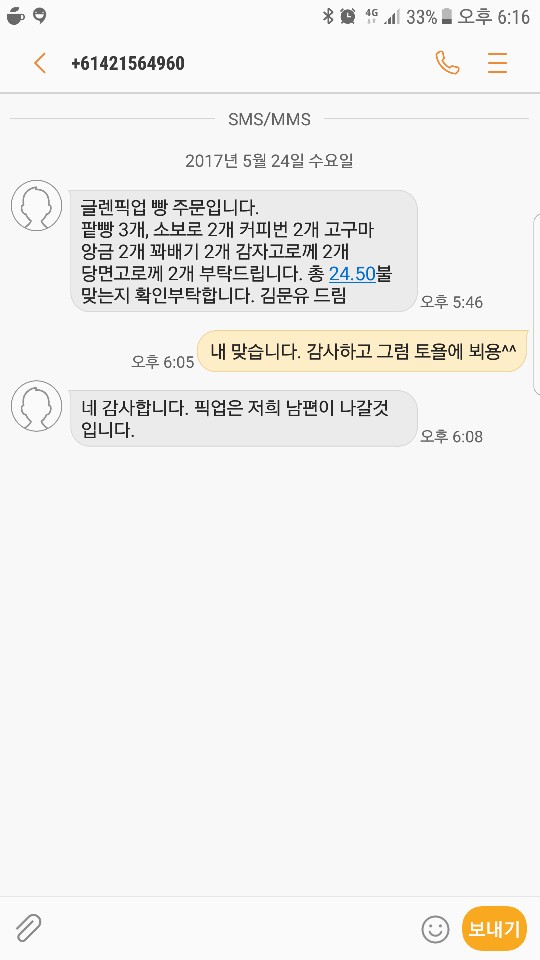 4G 33% 오후 6:16
+61421564960
SMS/MMS
2017년 5월 24일 수요일
글렌픽업 빵 주문입니다.
팥빵 3개, 소보로 2개 커피번 2개 고구마
앙금 2개 꽈배기 2개 감자고로께 2개
당면고로께 2개 부탁드립니다. 총 24.50불
맞는지 확인부탁합니다. 김문유 드림
오후 5:46
내 맞습니다. 감사하고 그럼 토욜에 뵈용^^
오후 6:05
네 감사합니다. 픽업은 저희 남편이 나갈것
입니다.
오후 6:08
보내기